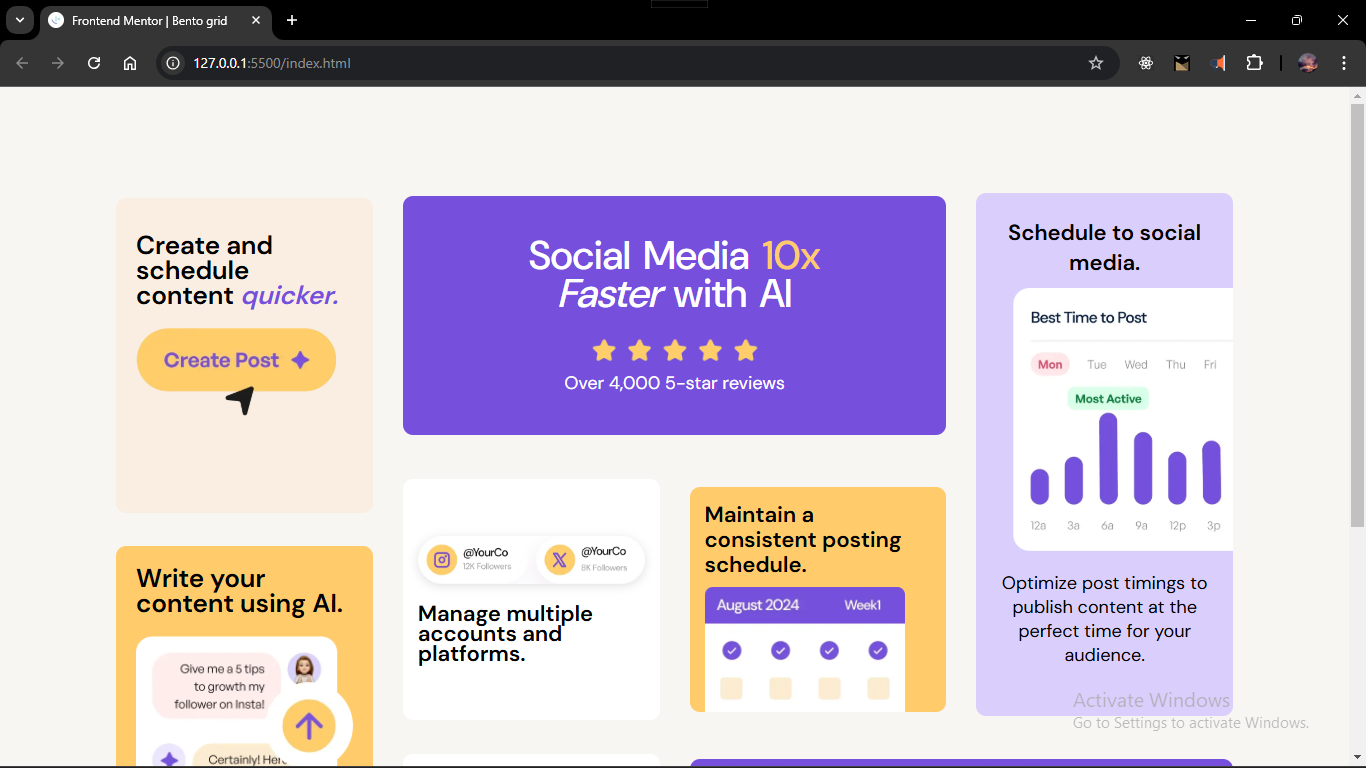 Frontend Mentor | Bento grid
127.0.0.1:5500/index.html
Create and
schedule
content quicker.
Create Post
Social Media 10x
Faster with AI
Over 4,000 5-star reviews
Schedule to social
media.
Best Time to Post
Mon Tue Wed Thu Fri
Most Active
12a 3a 6a 9a 12p 3p
Optimize post timings to
publish content at the
perfect time for your
audience.
Write your
content using AI.
Give me a 5 tips
to growth my
follower on Insta!
Certainly!
@YourCo
12K Followers
@YourCo
8K Followers
Manage multiple
accounts and
platforms.
Maintain a
consistent posting
schedule.
August 2024 Week1
Activate Windows
Go to Settings to activate Windows.